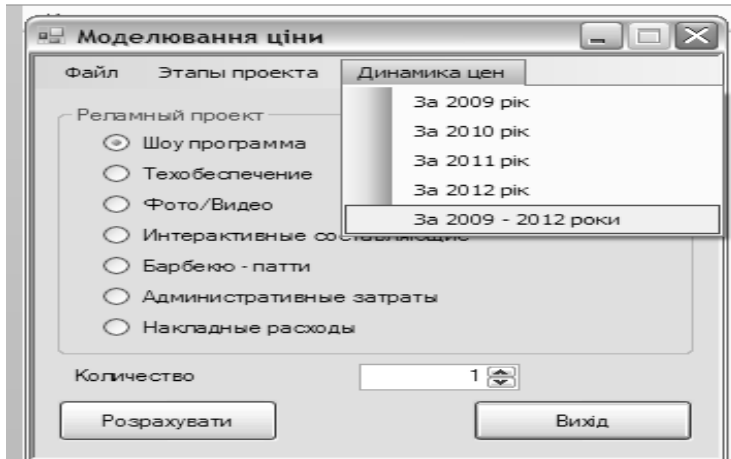 Моделювання ціни
Файл Этапы проекта Динамика цен
За 2009 рік
За 2010 рік
За 2011 рік
За 2012 рік
За 2009 - 2012 роки
Реламный проект
Шоу программа
Техобеспечение
Фото/Видео
Интерактивные составляющие
Барбекю - патти
Административные затраты
Накладные расходы
Количество 1
Розрахувати Вихід